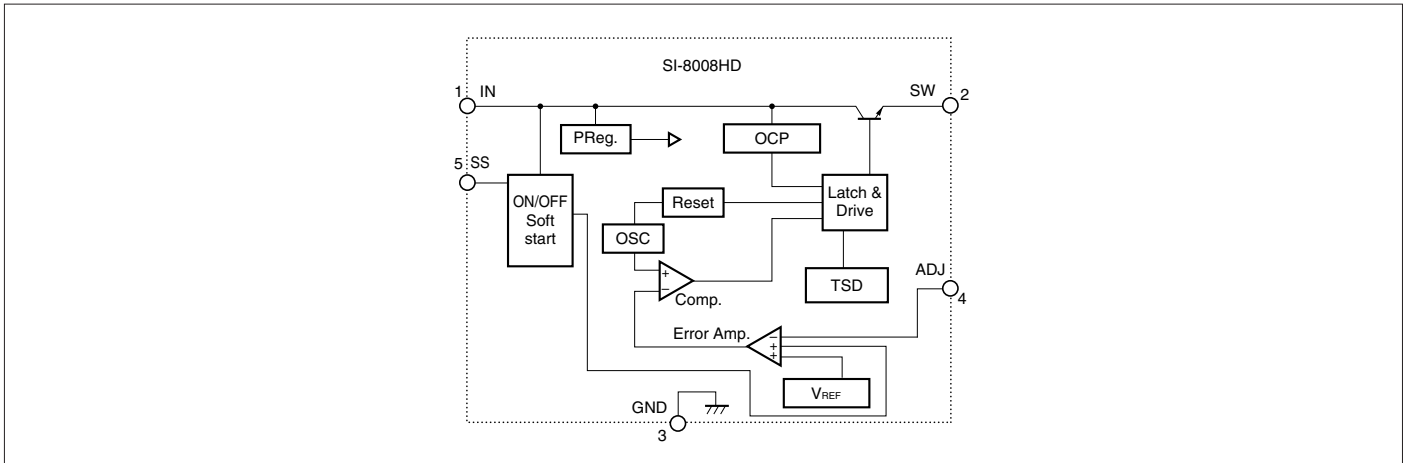 SI-8008HD
1 IN
SW 2
PReg.
OCP
5 SS
ON/OFF
Soft
start
Latch &
Drive
Reset
OSC
+
−
Comp.
TSD
ADJ
4
Error Amp.
−
+
+
VREF
GND
3